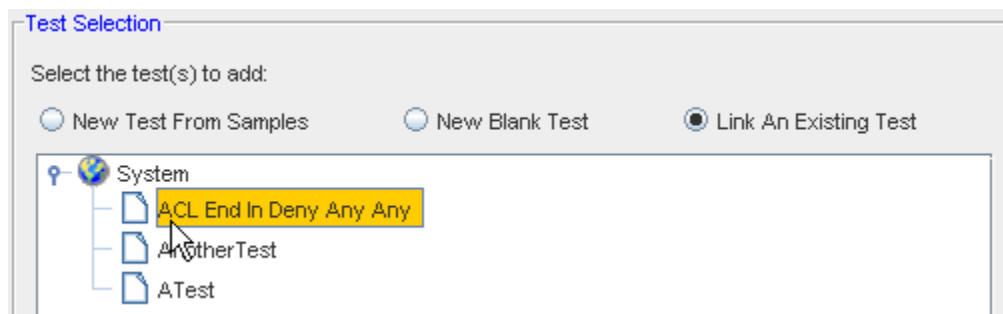 Test Selection
Select the test(s) to add:
New Test From Samples New Blank Test Link An Existing Test
System
ACL End In Deny Any Any
AnotherTest
ATest